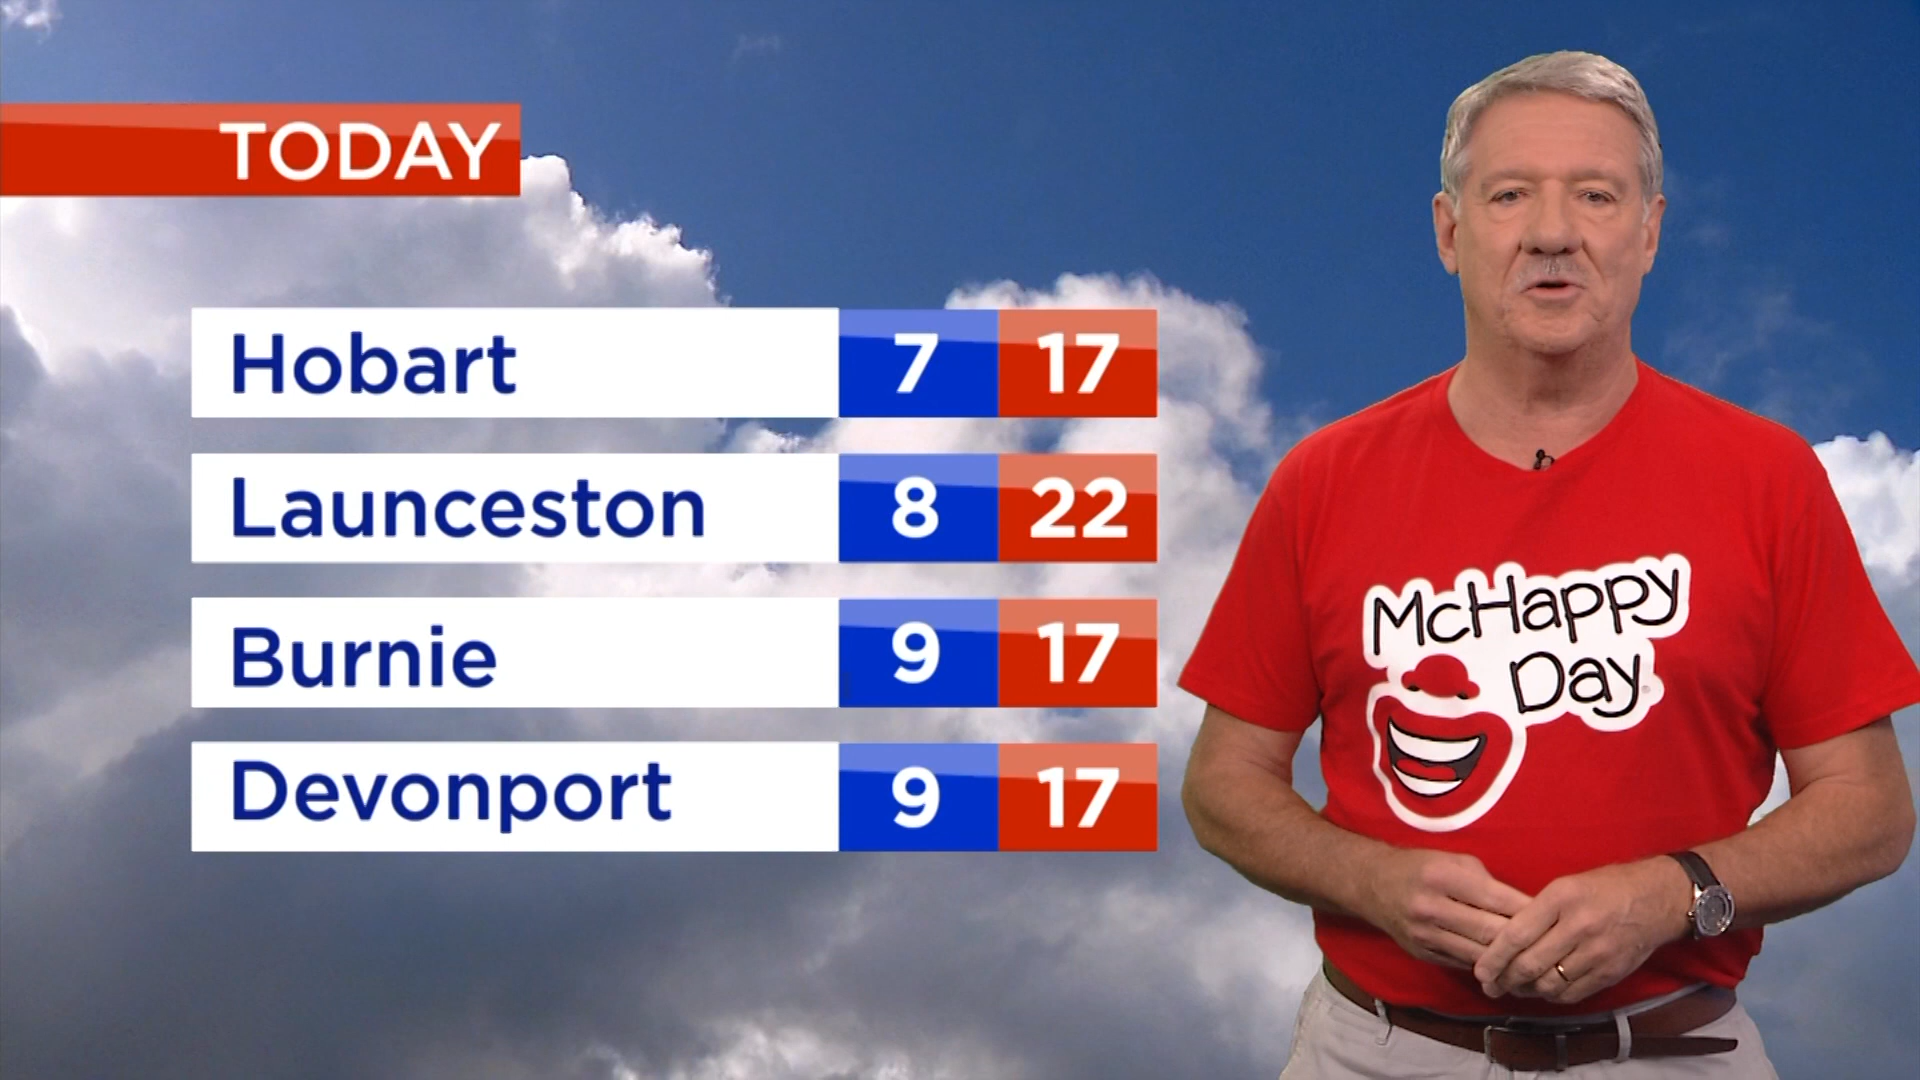 TODAY
Hobart 7 17
Launceston 8 22
Burnie 9 17
Devonport 9 17
McHappy
Day